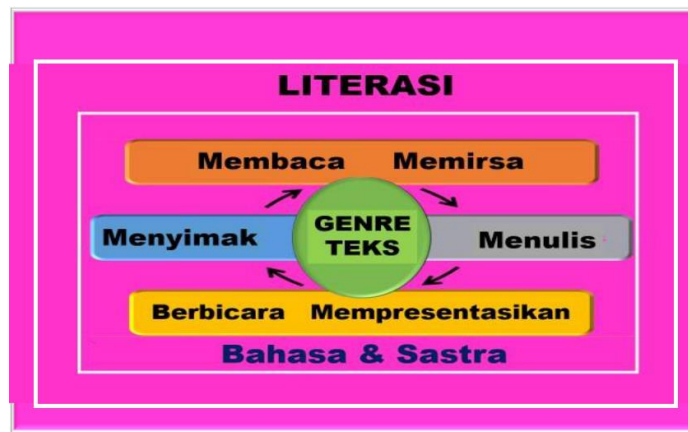 LITERASI
Membaca Memirsa
Menyimak
GENRE
TEKS
Menulis
Berbicara Mempresentasikan
Bahasa & Sastra